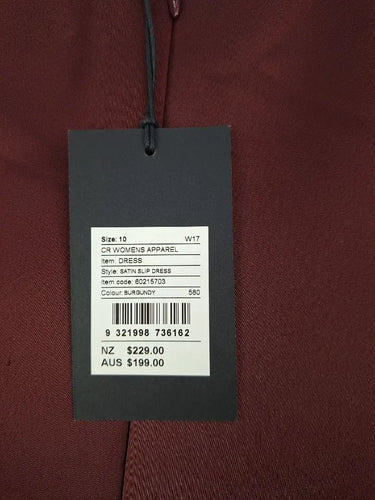 Size: 10 W17
CR WOMENS APPAREL
Item: DRESS
Style: SATIN SLIP DRESS
Item code: 60215703
Colour: BURGUNDY 580
9 321998 736162
NZ $229.00
AUS $199.00